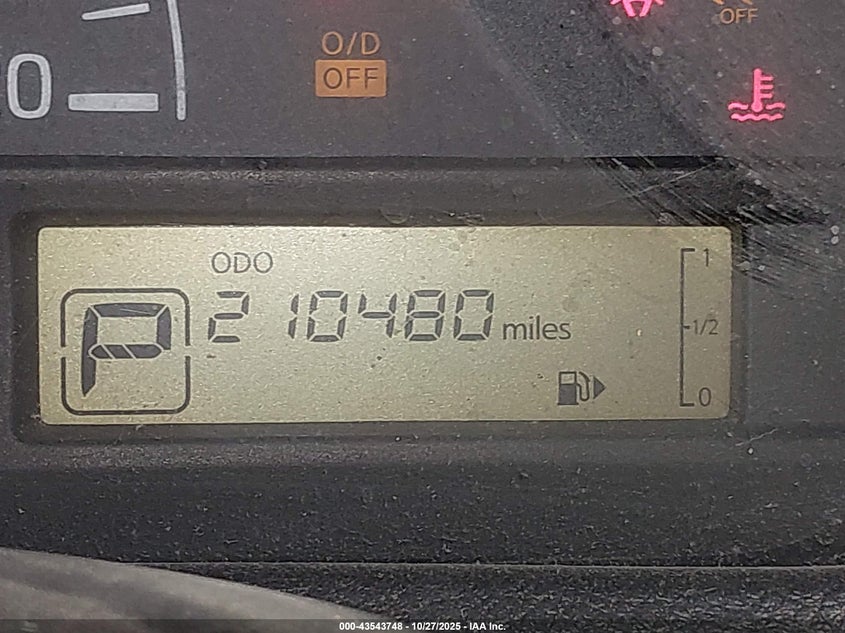 0
O/D
OFF
OFF
ODO
P
210480 miles
1
1/2
0
000-43543748 - 10/27/2025 - IAA Inc.